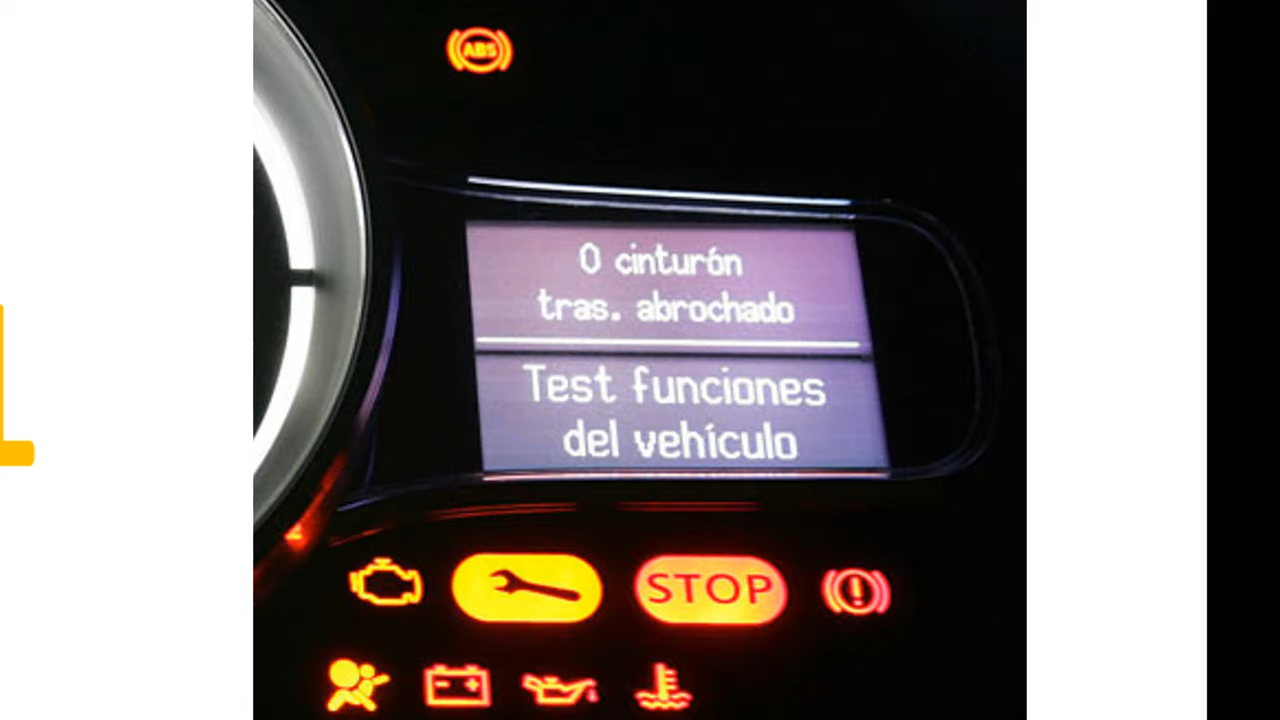 ABS
0 cinturón
tras. abrochado
Test funciones
del vehículo
STOP